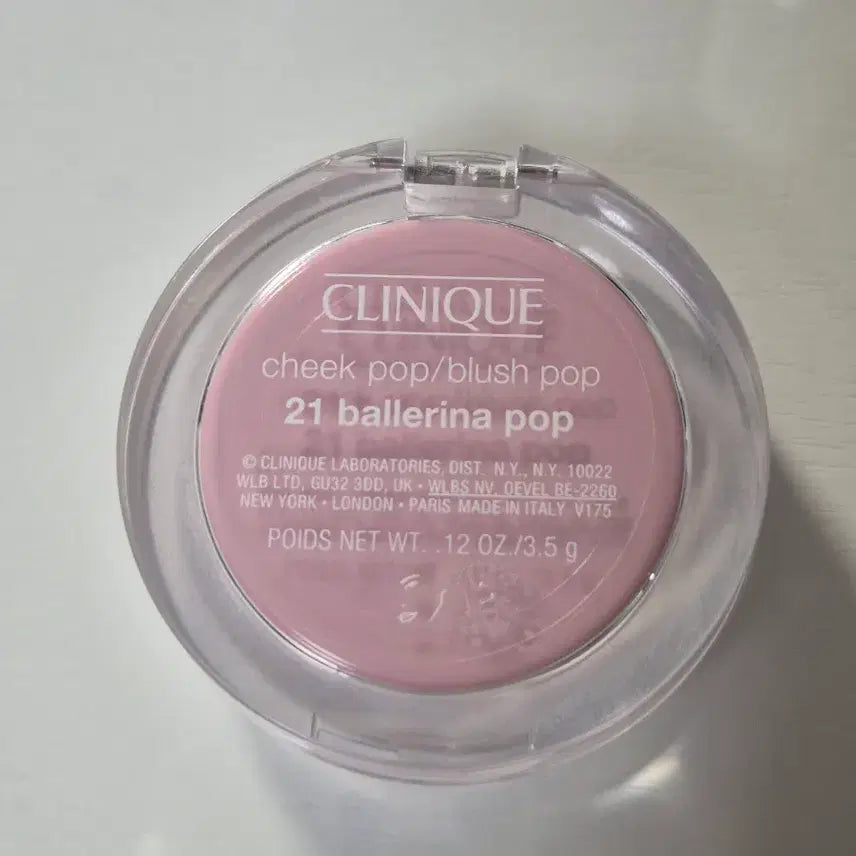 CLINIQUE
cheek pop/blush pop
21 ballerina pop
© CLINIQUE LABORATORIES, DIST. N.Y., N.Y. 10022
WLB LTD, GU32 3DD, UK • WLBS NV. OEVEL BE-2260
NEW YORK • LONDON • PARIS MADE IN ITALY V175
POIDS NET WT. .12 OZ./3.5 g